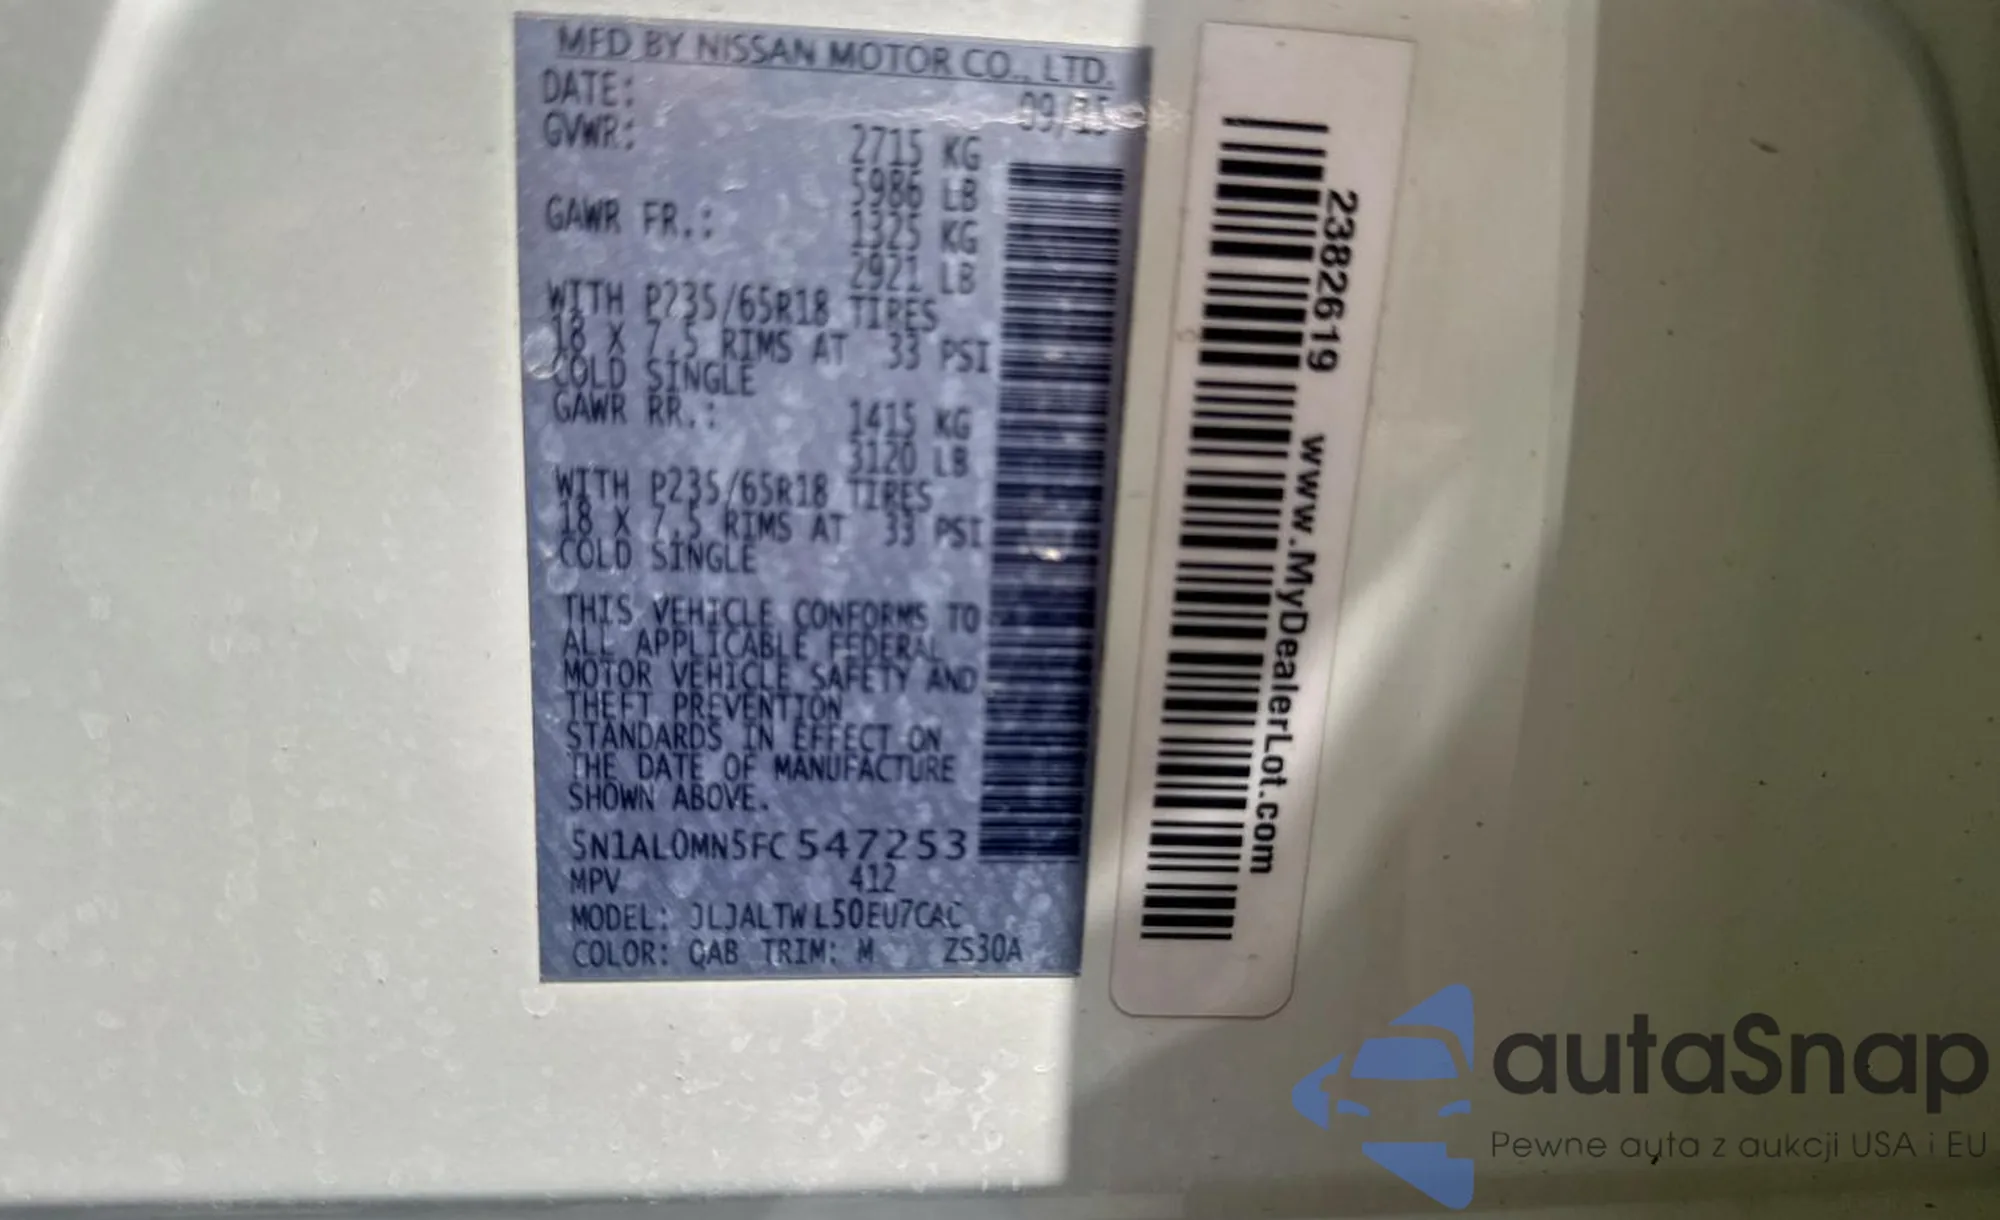 MFD BY NISSAN MOTOR CO., LTD.
DATE: 09/15
GVWR: 2715 KG
5986 LB
GAWR FR.: 1325 KG
2921 LB
WITH P235/65R18 TIRES
18 X 7.5 RIMS AT 33 PSI
COLD SINGLE
GAWR RR.: 1415 KG
3120 LB
WITH P235/65R18 TIRES
18 X 7.5 RIMS AT 33 PSI
COLD SINGLE
THIS VEHICLE CONFORMS TO
ALL APPLICABLE FEDERAL
MOTOR VEHICLE SAFETY AND
THEFT PREVENTION
STANDARDS IN EFFECT ON
THE DATE OF MANUFACTURE
SHOWN ABOVE.
5N1AL0MN5FC547253
MPV 412
MODEL: JLJALTWL50EU7CAC
COLOR: QAB TRIM: M ZS30A
2382619 www.MyDealerLot.com
autaSnap
Pewne auta z aukcji USA i EU